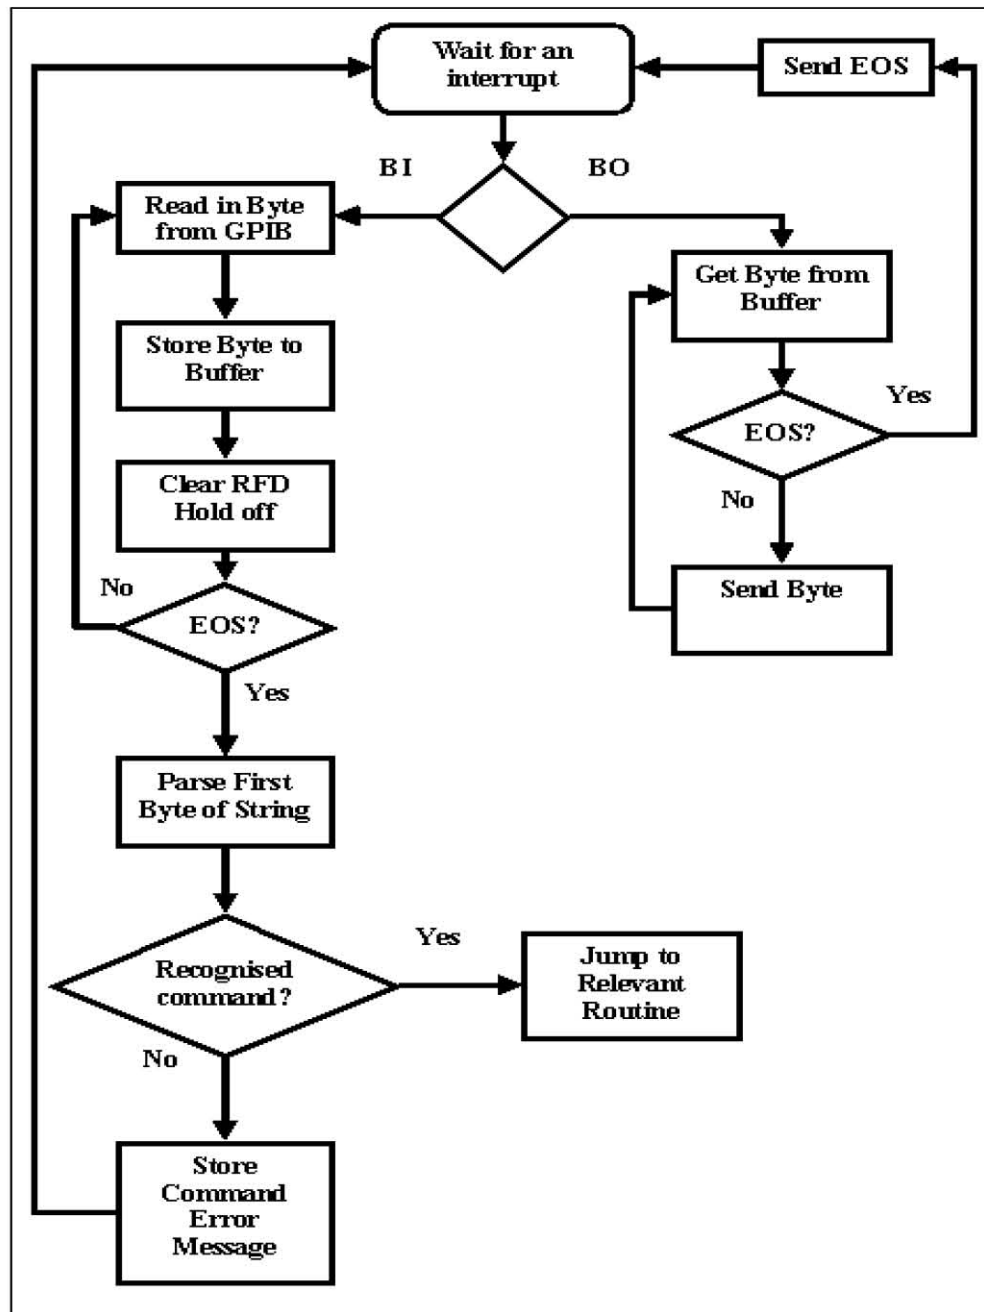 Wait for an
interrupt
Send EOS
BI
BO
Read in Byte
from GPIB
Get Byte from
Buffer
Store Byte to
Buffer
Yes
EOS?
Clear RFD
Hold off
No
Send Byte
No
EOS?
Yes
Parse First
Byte of String
Recognised
command?
Yes
Jump to
Relevant
Routine
No
Store
Command
Error
Message